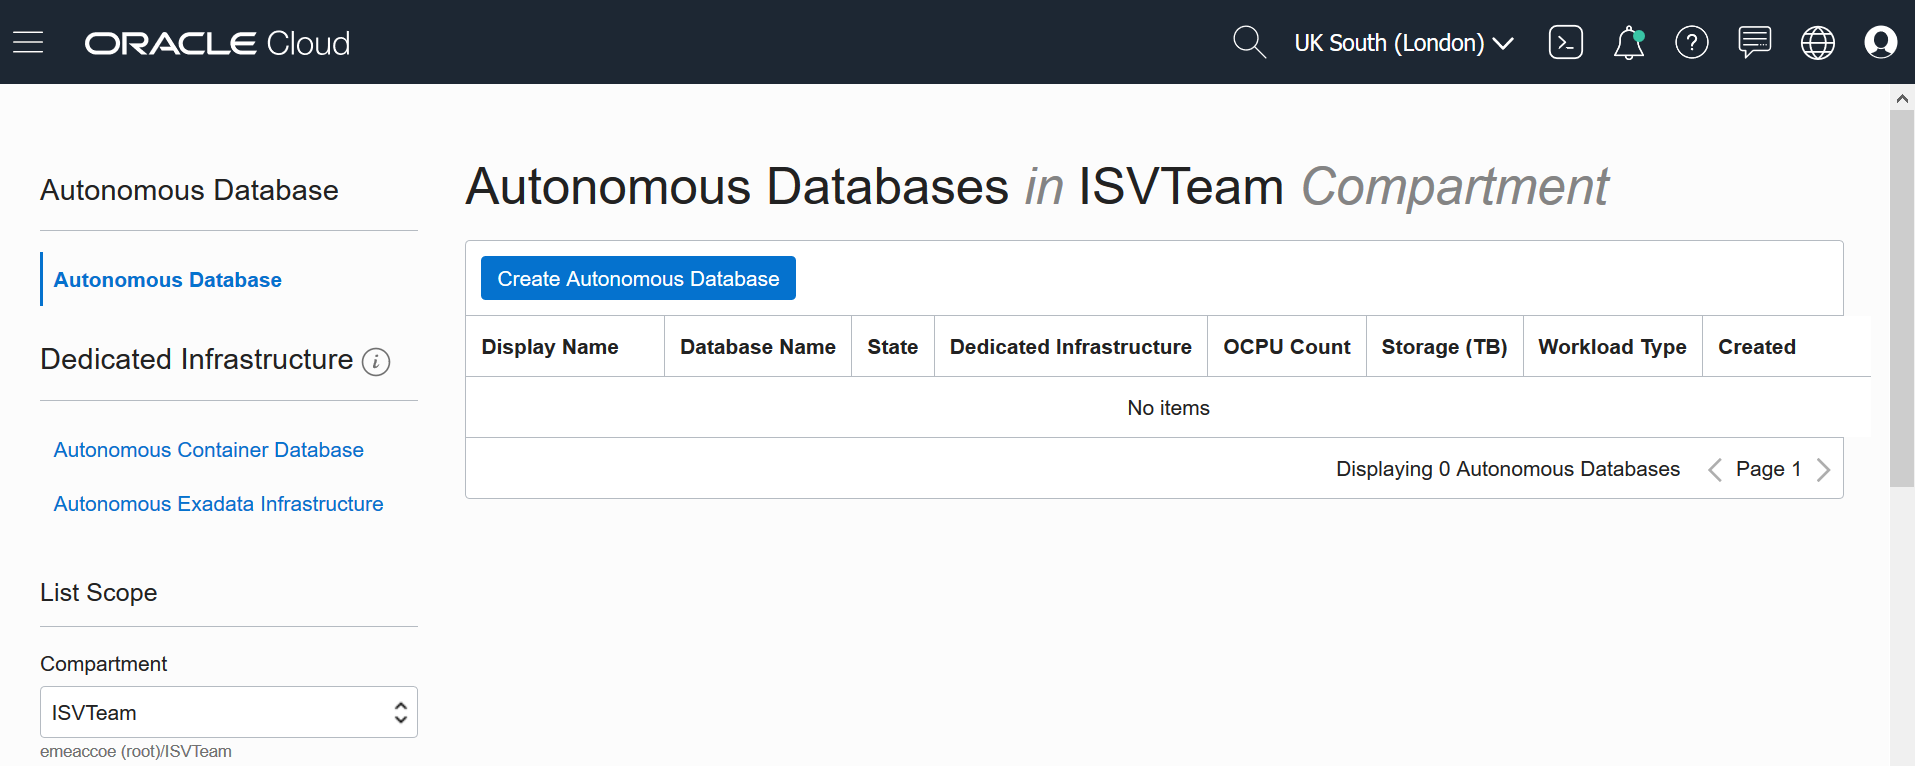 ORACLE Cloud
UK South (London)
Autonomous Database
Autonomous Database
Dedicated Infrastructure i
Autonomous Container Database
Autonomous Exadata Infrastructure
List Scope
Compartment
ISVTeam
emeaccoe (root)/ISVTeam
Autonomous Databases in ISVTeam Compartment
Create Autonomous Database
Display Name Database Name State Dedicated Infrastructure OCPU Count Storage (TB) Workload Type Created
No items
Displaying 0 Autonomous Databases Page 1